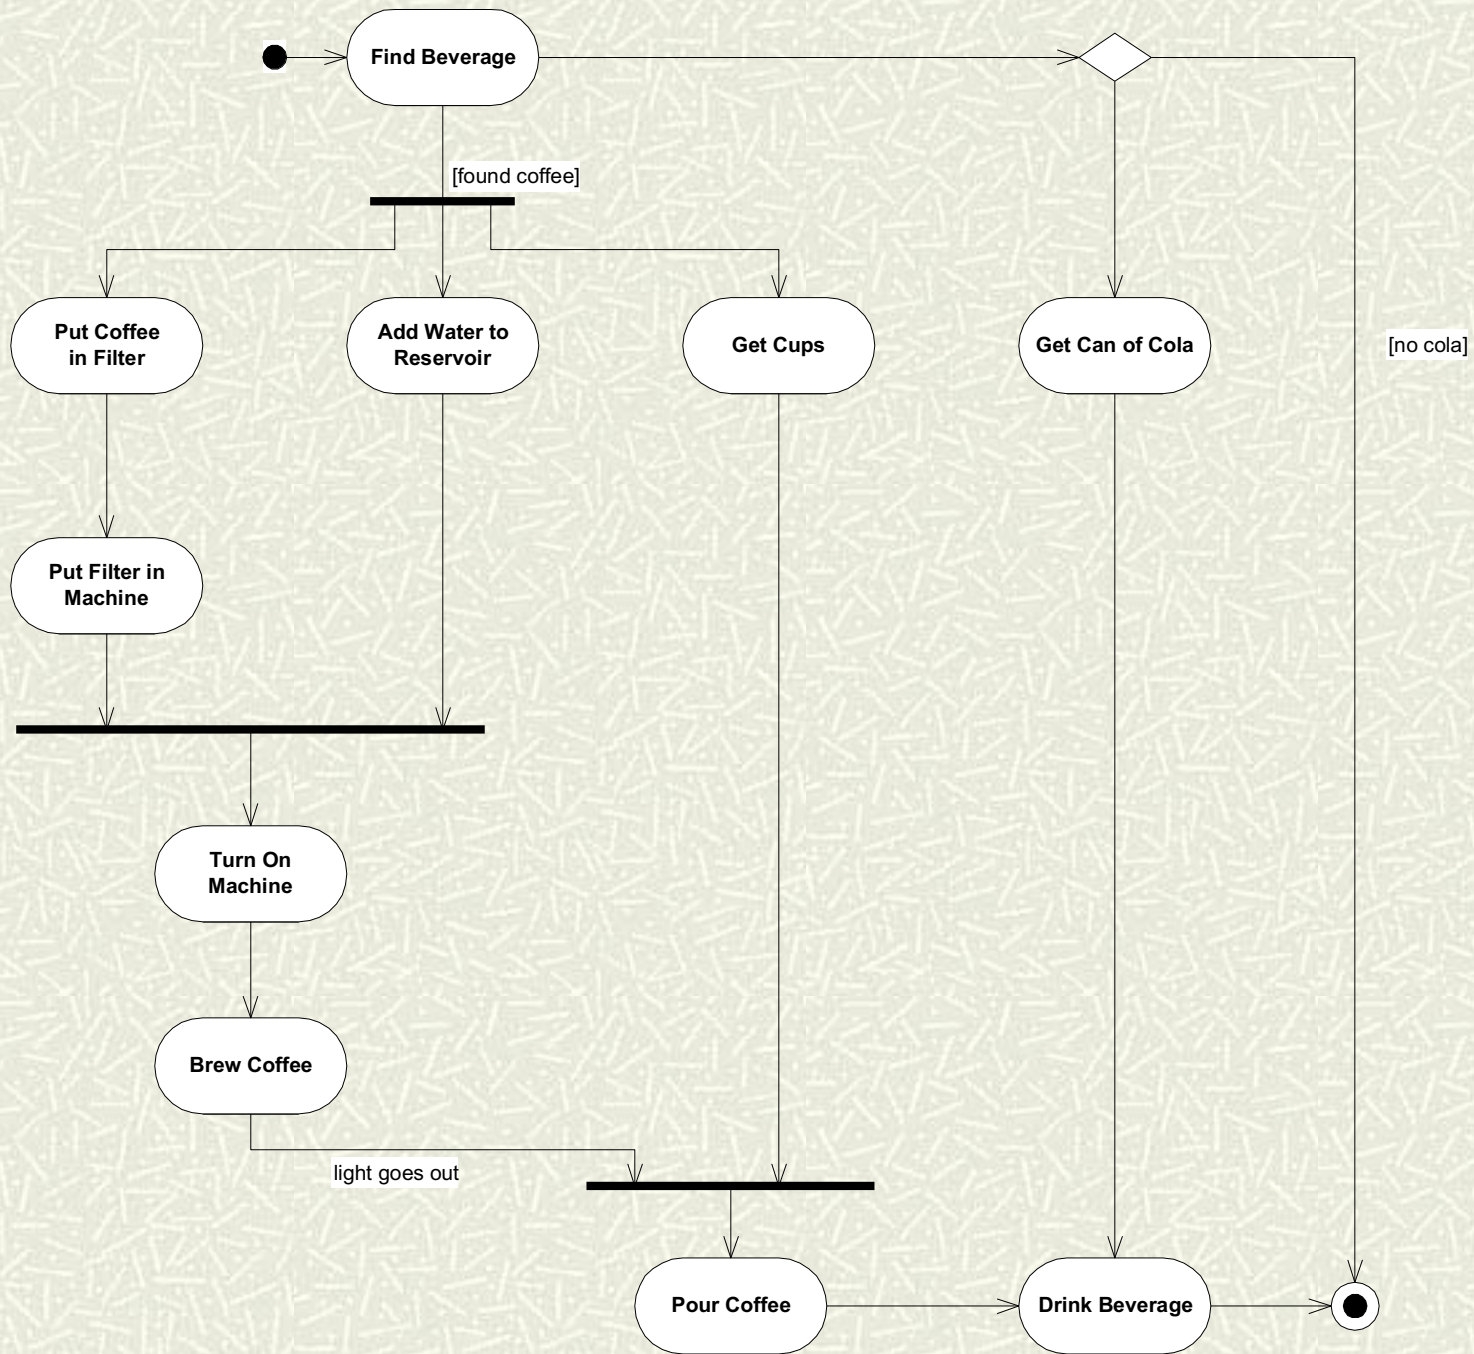 Find Beverage
[found coffee]
Put Coffee
in Filter
Add Water to
Reservoir
Get Cups
Get Can of Cola
[no cola]
Put Filter in
Machine
Turn On
Machine
Brew Coffee
light goes out
Pour Coffee
Drink Beverage